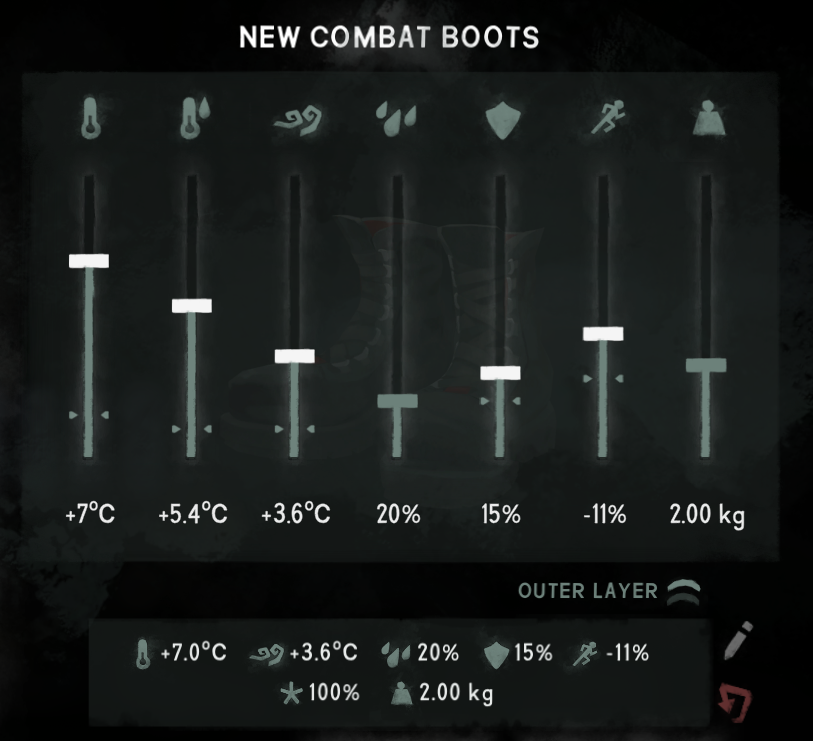 NEW COMBAT BOOTS
+7°C +5.4°C +3.6°C 20% 15% -11% 2.00 kg
OUTER LAYER
+7.0°C +3.6°C 20% 15% -11%
100% 2.00 kg